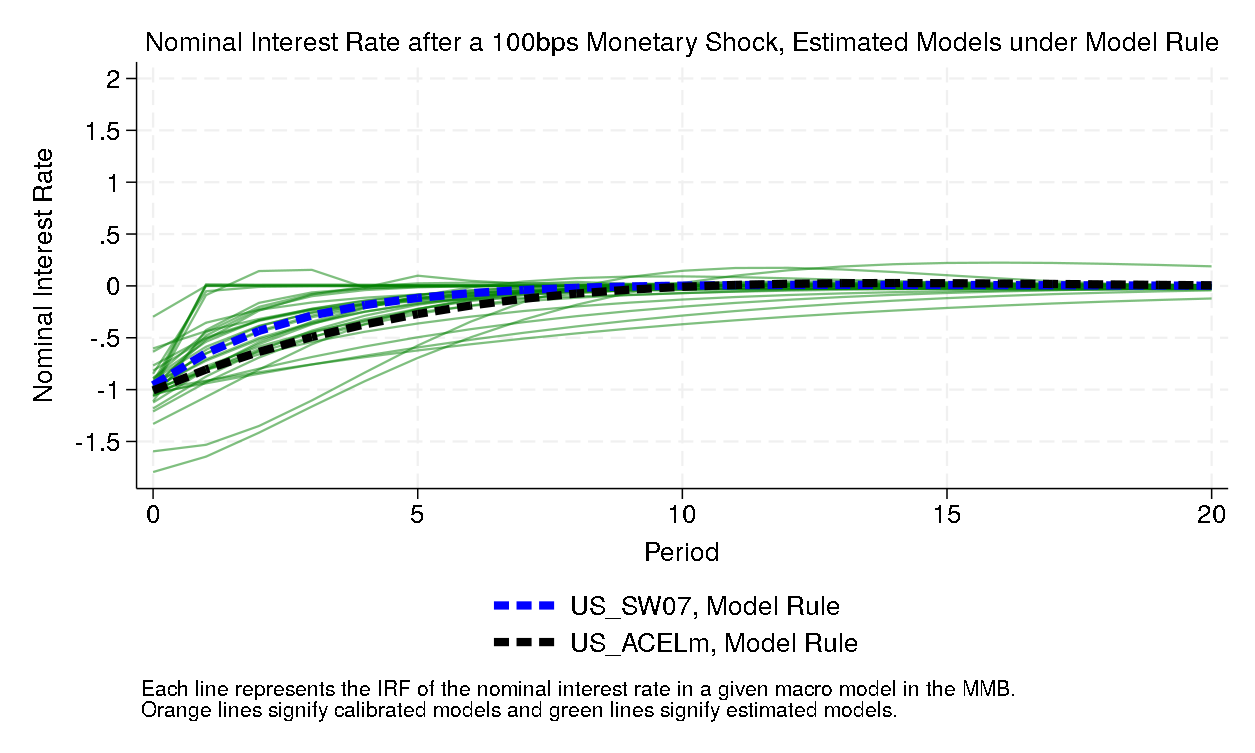 Nominal Interest Rate after a 100bps Monetary Shock, Estimated Models under Model Rule
Nominal Interest Rate
2
1.5
1
.5
0
-.5
-1
-1.5
0 5 10 15 20
Period
US_SW07, Model Rule
US_ACELm, Model Rule
Each line represents the IRF of the nominal interest rate in a given macro model in the MMB.
Orange lines signify calibrated models and green lines signify estimated models.